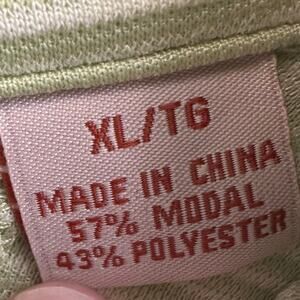 XL/TG
MADE IN CHINA
57% MODAL
43% POLYESTER